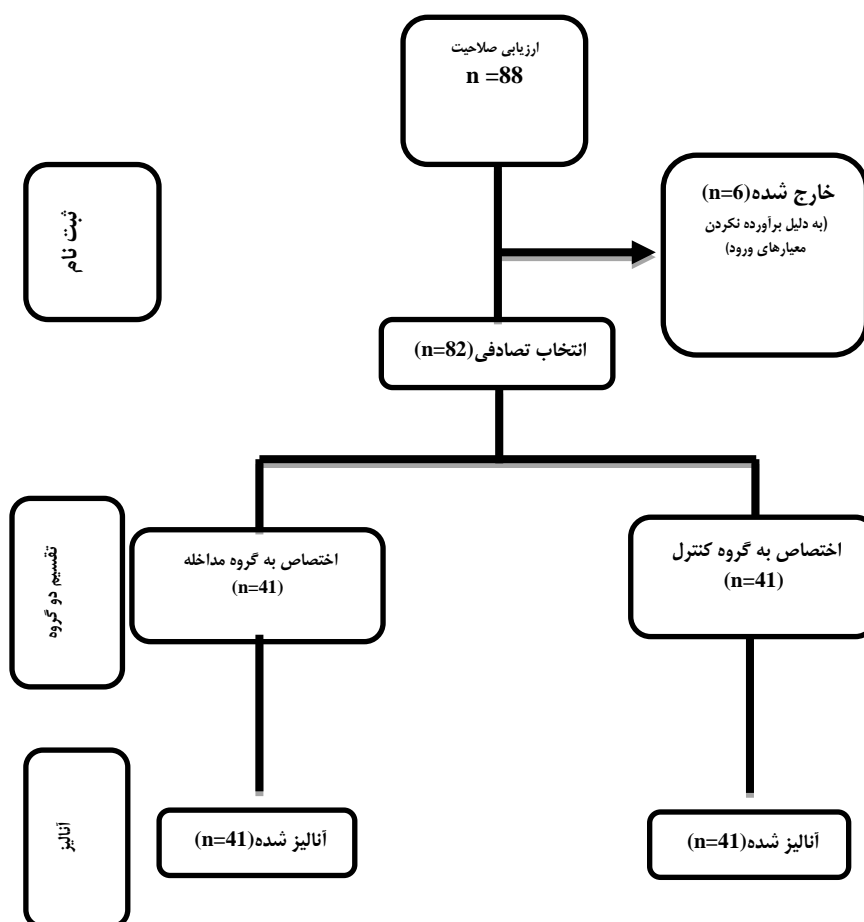 ارزیابی صلاحیت
n =88
ثبت نام
خارج شده(n=6)
(به دلیل برآورده نکردن
معیارهای ورود)
انتخاب تصادفی(n=82)
تقسیم دو گروه
اختصاص به گروه کنترل
(n=41)
اختصاص به گروه مداخله
(n=41)
آنالیز
آنالیز شده(n=41)
آنالیز شده(n=41)